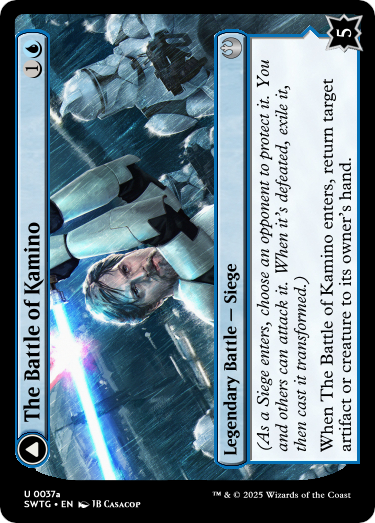 The Battle of Kamino
1
Legendary Battle — Siege
(As a Siege enters, choose an opponent to protect it. You
and others can attack it. When it's defeated, exile it,
then cast it transformed.)
When The Battle of Kamino enters, return target
artifact or creature to its owner's hand.
5
U 0037a
SWTG • EN JB Casacop
™ & © 2025 Wizards of the Coast